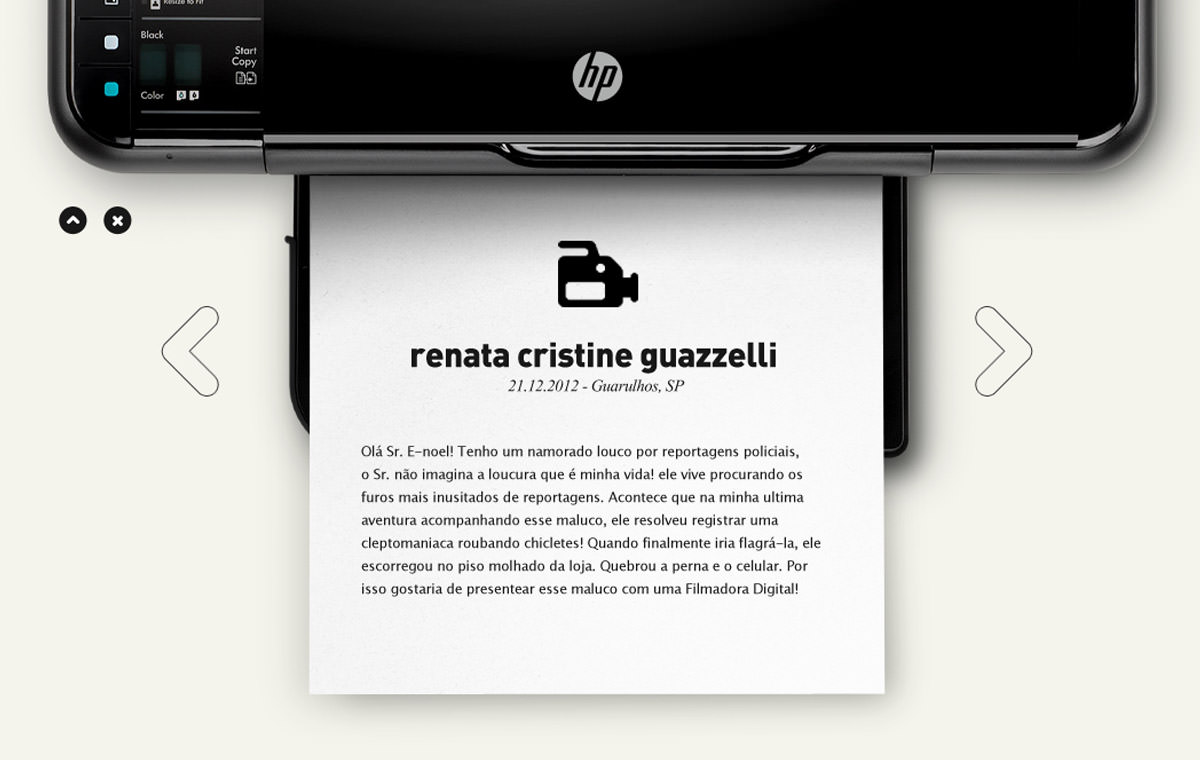 Resize to Fit
Black
Start
Copy
Color
hp
renata cristine guazzelli
21.12.2012 - Guarulhos, SP
Olá Sr. E-noel! Tenho um namorado louco por reportagens policiais,
o Sr. não imagina a loucura que é minha vida! ele vive procurando os
furos mais inusitados de reportagens. Acontece que na minha ultima
aventura acompanhando esse maluco, ele resolveu registrar uma
cleptomaniaca roubando chicletes! Quando finalmente iria flagrá-la, ele
escorregou no piso molhado da loja. Quebrou a perna e o celular. Por
isso gostaria de presentear esse maluco com uma Filmadora Digital!